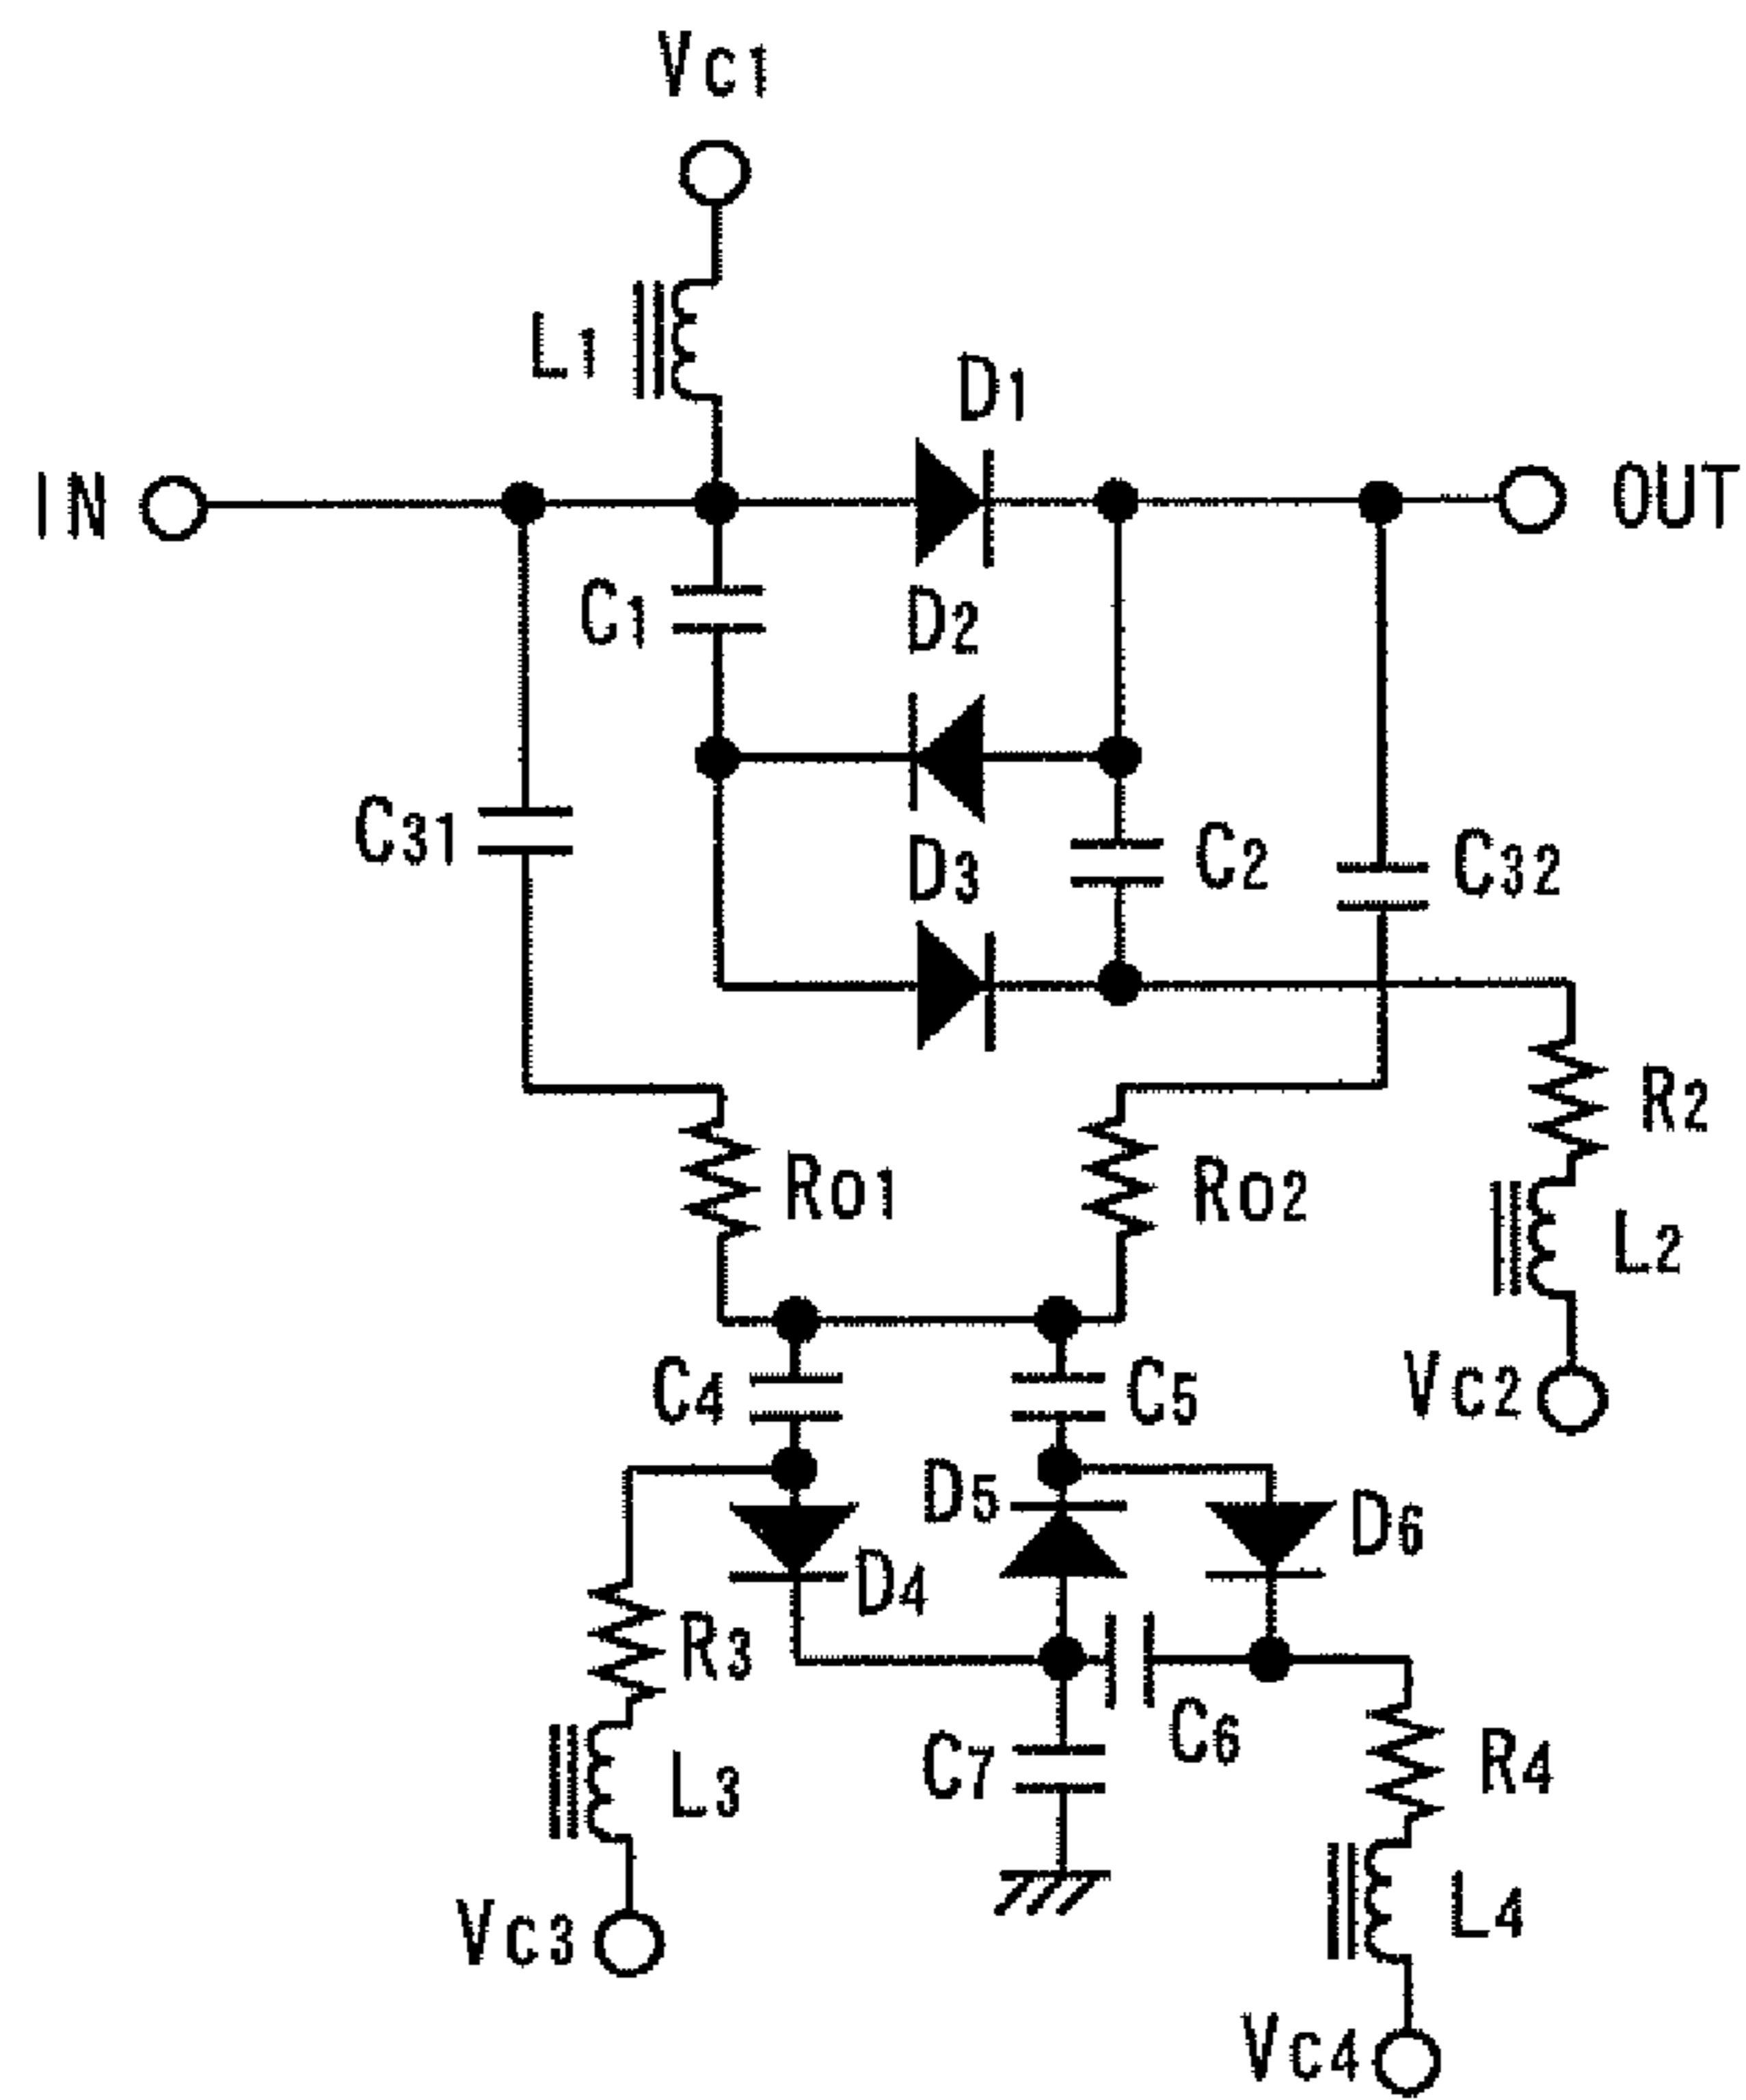 Vc1
L1
D1
IN
OUT
C1
D2
C31
D3
C2
C32
R2
Ro1
Ro2
L2
C4
C5
Vc2
D5
D6
D4
R3
C6
C7
R4
L3
L4
Vc3
Vc4